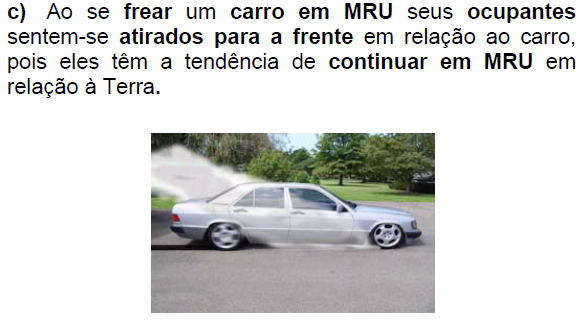 c) Ao se frear um carro em MRU seus ocupantes
sentem-se atirados para a frente em relação ao carro,
pois eles têm a tendência de continuar em MRU em
relação à Terra.